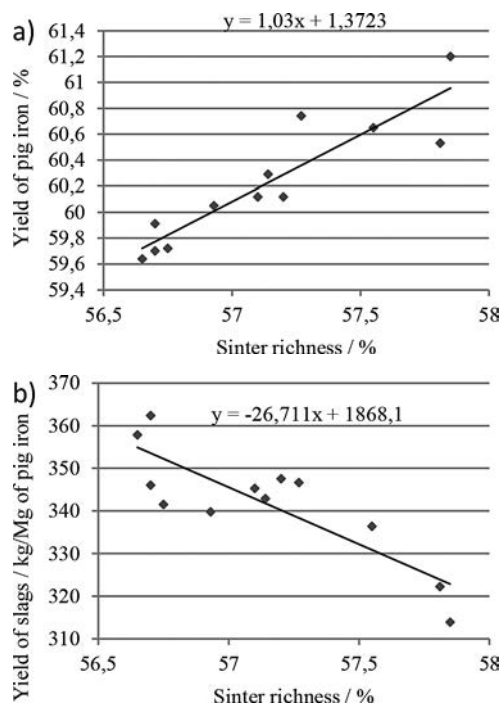 a)
y = 1,03x + 1,3723
Yield of pig iron / %
61,4
61,2
61
60,8
60,6
60,4
60,2
60
59,8
59,6
59,4
56,5 57 57,5 58
Sinter richness / %
b)
y = -26,711x + 1868,1
Yield of slags / kg/Mg of pig iron
370
360
350
340
330
320
310
56,5 57 57,5 58
Sinter richness / %